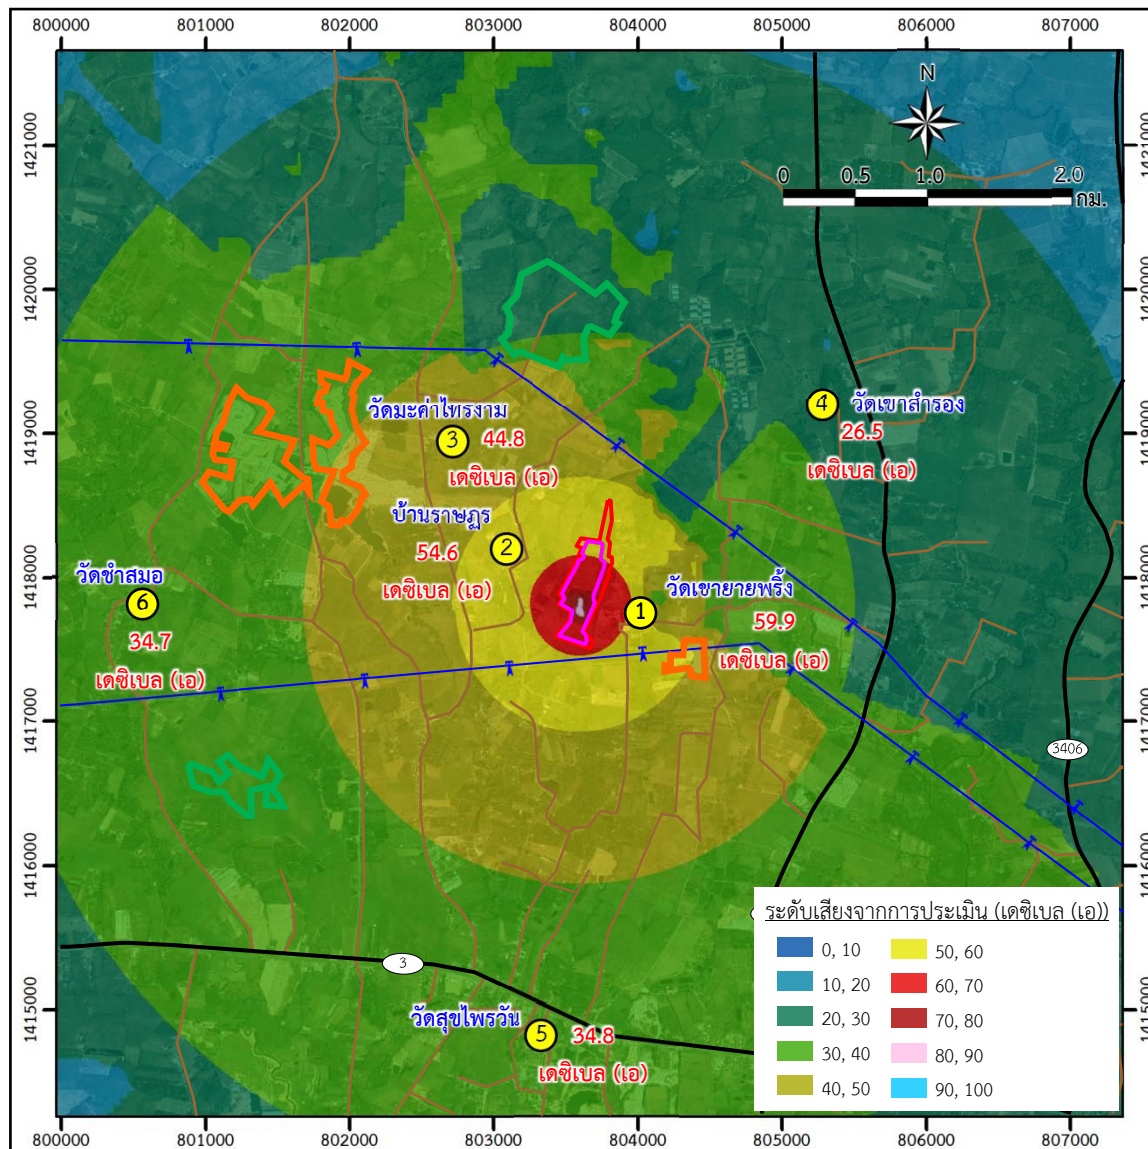 800000 801000 802000 803000 804000 805000 806000 807000
N
1421000 1421000
0 0.5 1.0 2.0
กม.
1420000 1420000
4 วัดเขาสำรอง
วัดมะค่าไพรงาม
1419000 1419000
3 44.8
26.5
เดซิเบล (เอ)
เดซิเบล (เอ)
บ้านราษฎร
2
54.6
1418000 1418000
วัดชำสมอ
เดซิเบล (เอ)
วัดเขายายพริ้ง
6
1
59.9
34.7
เดซิเบล (เอ)
เดซิเบล (เอ)
1417000 1417000
3406
1416000 1416000
ระดับเสียงจากการประเมิน (เดซิเบล (เอ))
0, 10 50, 60
3
10, 20 60, 70
1415000 1415000
วัดสุขไพรวัน
20, 30 70, 80
5 34.8
30, 40 80, 90
เดซิเบล (เอ)
40, 50 90, 100
800000 801000 802000 803000 804000 805000 806000 807000